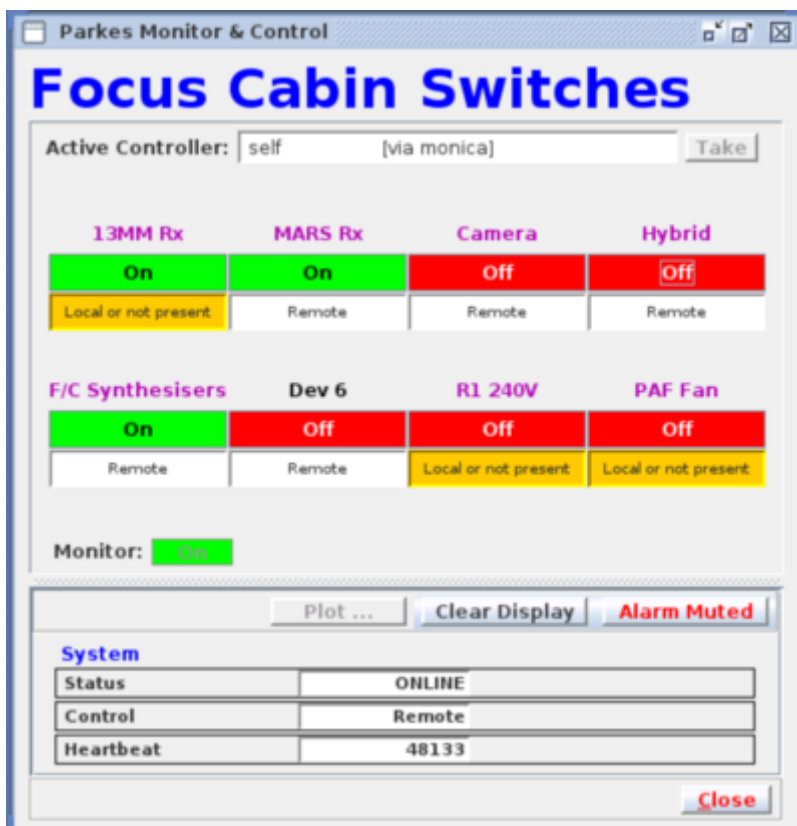 Parkes Monitor & Control
Focus Cabin Switches
Active Controller: self [via monica] Take
13MM Rx MARS Rx Camera Hybrid
On On Off Off
Local or not present Remote Remote Remote
F/C Synthesisers Dev 6 R1 240V PAF Fan
On Off Off Off
Remote Remote Local or not present Local or not present
Monitor: On
Plot ... Clear Display Alarm Muted
System
Status ONLINE
Control Remote
Heartbeat 48133
Close